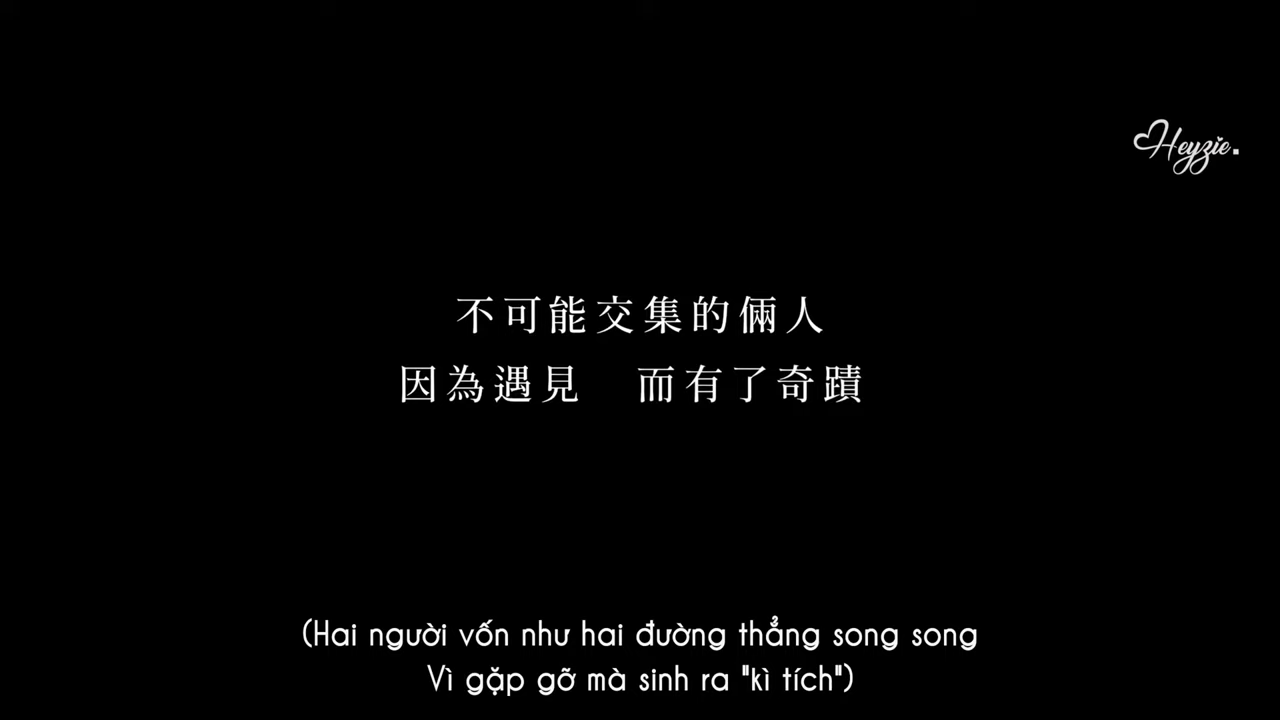 Heyzie.
不可能交集的倆人
因為遇見 而有了奇蹟
(Hai người vốn như hai đường thẳng song song
Vì gặp gỡ mà sinh ra "kì tích")